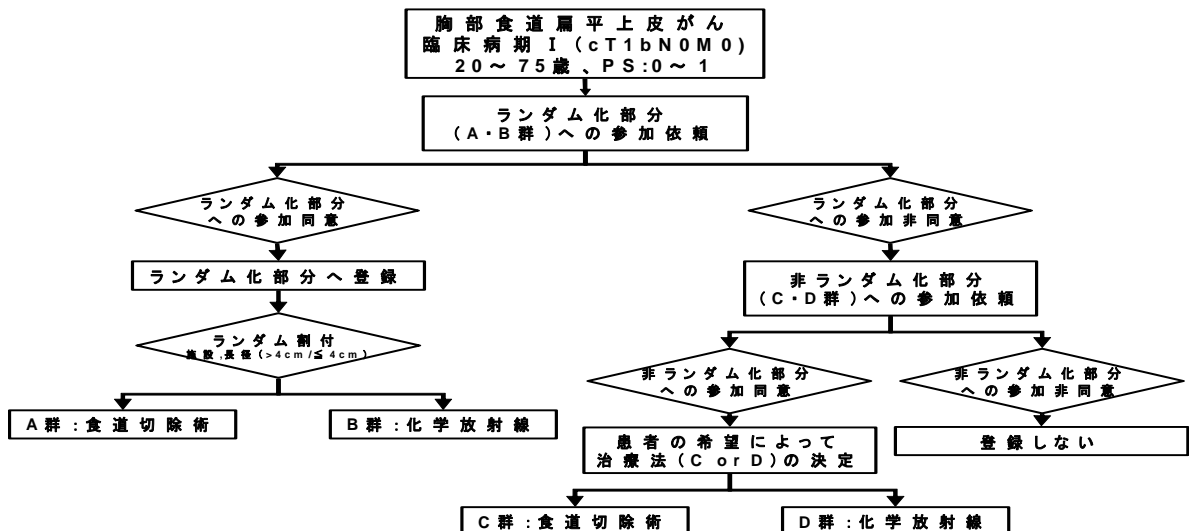 胸部食道扁平上皮がん
臨床病期Ⅰ(cT1bN0M0)
20～75歳、PS:0～1
ランダム化部分
(A・B群)への参加依頼
ランダム化部分
への参加同意
ランダム化部分
への参加非同意
ランダム化部分へ登録
非ランダム化部分
(C・D群)への参加依頼
ランダム割付
施設,長径(>4cm/≦4cm)
非ランダム化部分
への参加同意
非ランダム化部分
への参加非同意
A群:食道切除術
B群:化学放射線
患者の希望によって
治療法(C or D)の決定
登録しない
C群:食道切除術
D群:化学放射線